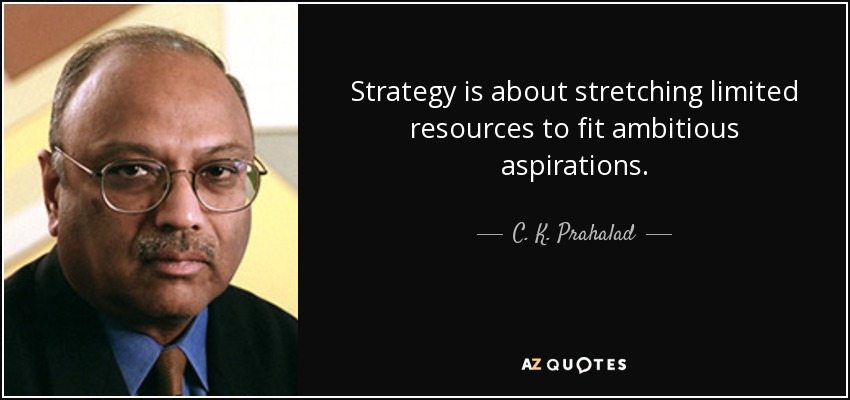 Strategy is about stretching limited
resources to fit ambitious
aspirations.
— C. K. Prahalad —
AZ QUOTES